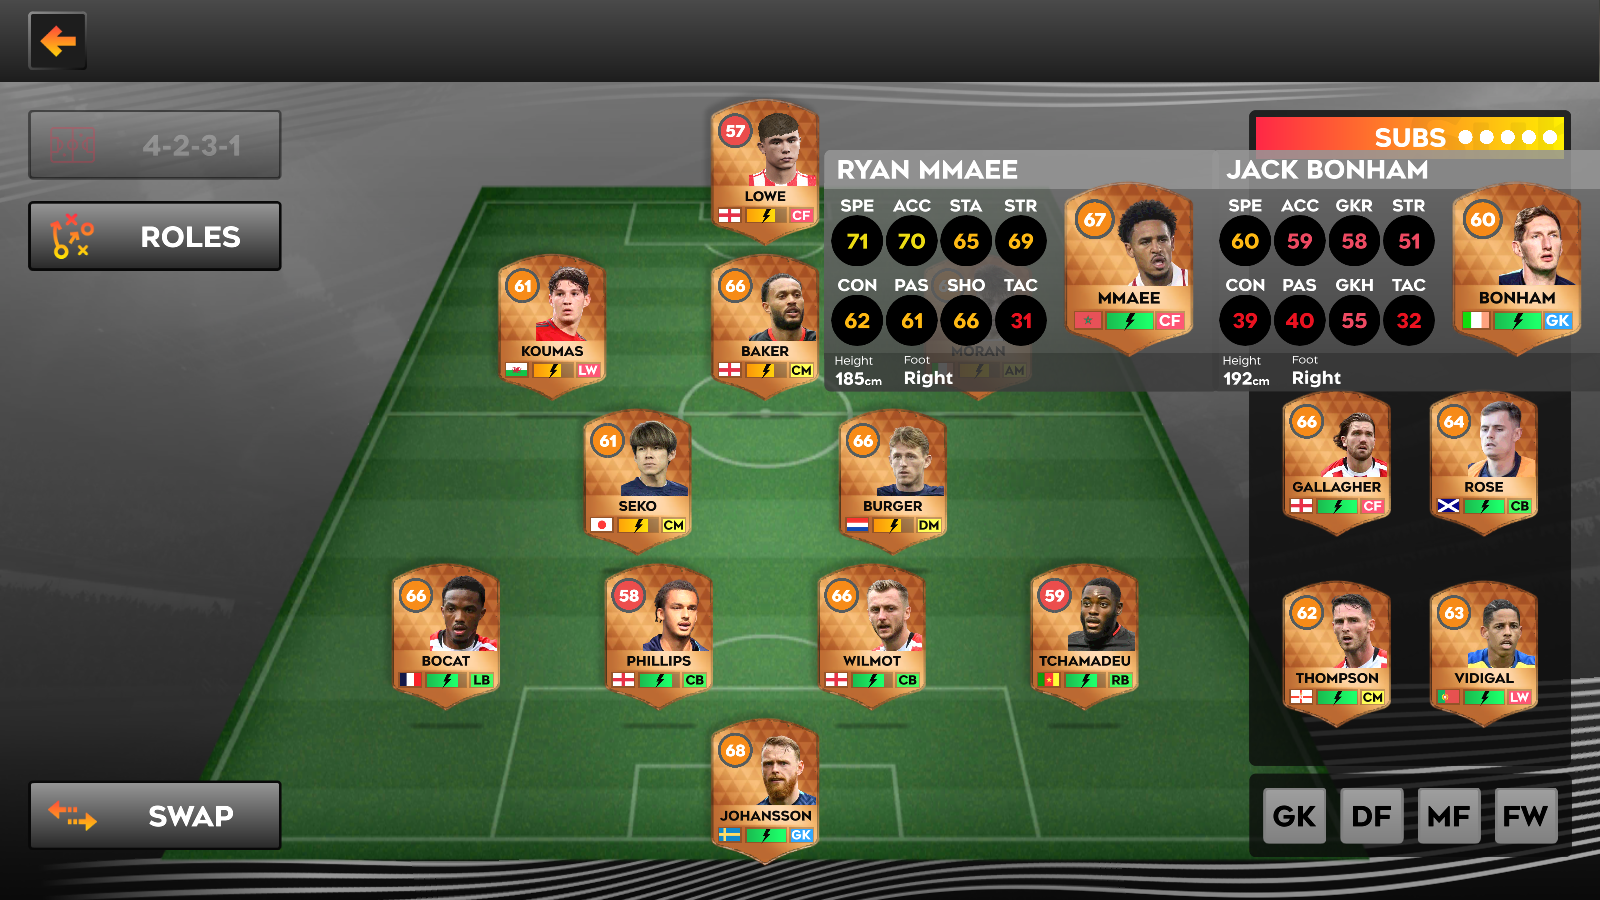 4-2-3-1
ROLES
57
LOWE
CF
SUBS
RYAN MMAEE
SPE ACC STA STR
71 70 65 69
CON PAS SHO TAC
62 61 66 31
Height Foot
185cm Right
67
MMAEE
CF
JACK BONHAM
SPE ACC GKR STR
60 59 58 51
CON PAS GKH TAC
39 40 55 32
Height Foot
192cm Right
60
BONHAM
GK
61
KOUMAS
LW
66
BAKER
CM
MORAN
AM
61
SEKO
CM
66
BURGER
DM
66
GALLAGHER
CF
64
ROSE
CB
66
BOCAT
LB
58
PHILLIPS
CB
66
WILMOT
CB
59
TCHAMADEU
RB
62
THOMPSON
CM
63
VIDIGAL
LW
68
JOHANSSON
GK
SWAP
GK DF MF FW